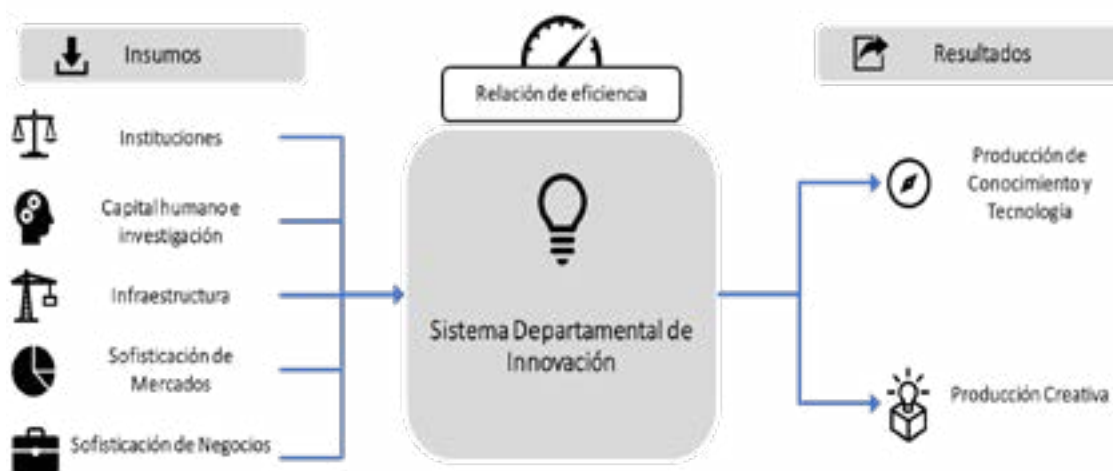 Insumos
Instituciones
Capital humano e
investigación
Infraestructura
Sofisticación de
Mercados
Sofisticación de Negocios
Relación de eficiencia
Sistema Departamental de
Innovación
Resultados
Producción de
Conocimiento y
Tecnología
Producción Creativa